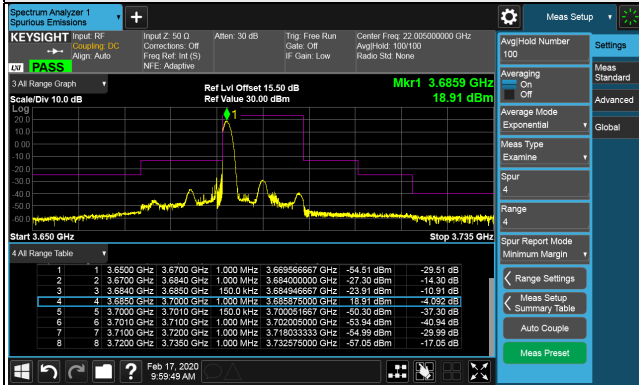 Spectrum Analyzer 1
Spurious Emissions
Meas Setup
KEYSIGHT Input: RF
Coupling: DC
Align: Auto
Input Z: 50 Ω
Corrections: Off
Freq Ref: Int (S)
NFE: Adaptive
Atten: 30 dB
Trig: Free Run
Gate: Off
IF Gain: Low
Center Freq: 22.005000000 GHz
Avg|Hold: 100/100
Radio Std: None
LXI PASS
3 All Range Graph
Scale/Div 10.0 dB
Ref Lvl Offset 15.50 dB
Ref Value 30.00 dBm
Mkr1 3.6859 GHz
18.91 dBm
Log
20.0
10.0
0.00
-10.0
-20.0
-30.0
-40.0
-50.0
-60.0
1
Start 3.650 GHz
Stop 3.735 GHz
4 All Range Table
1 1 3.6500 GHz 3.6700 GHz 1.000 MHz 3.669566667 GHz -54.51 dBm -29.51 dB
2 2 3.6700 GHz 3.6840 GHz 1.000 MHz 3.684000000 GHz -27.30 dBm -14.30 dB
3 3 3.6840 GHz 3.6850 GHz 150.0 kHz 3.684946667 GHz -23.91 dBm -10.91 dB
4 4 3.6850 GHz 3.7000 GHz 1.000 MHz 3.685875000 GHz 18.91 dBm -4.092 dB
5 5 3.7000 GHz 3.7010 GHz 150.0 kHz 3.700051667 GHz -50.30 dBm -37.30 dB
6 6 3.7010 GHz 3.7100 GHz 1.000 MHz 3.702005000 GHz -53.94 dBm -40.94 dB
7 7 3.7100 GHz 3.7200 GHz 1.000 MHz 3.718033333 GHz -54.99 dBm -29.99 dB
8 8 3.7200 GHz 3.7350 GHz 1.000 MHz 3.732575000 GHz -57.05 dBm -17.05 dB
Feb 17, 2020
9:59:49 AM
Avg|Hold Number
100
Averaging
On
Off
Average Mode
Exponential
Meas Type
Examine
Spur
4
Range
4
Spur Report Mode
Minimum Margin
Range Settings
Meas Setup
Summary Table
Auto Couple
Meas Preset
Settings
Meas
Standard
Advanced
Global